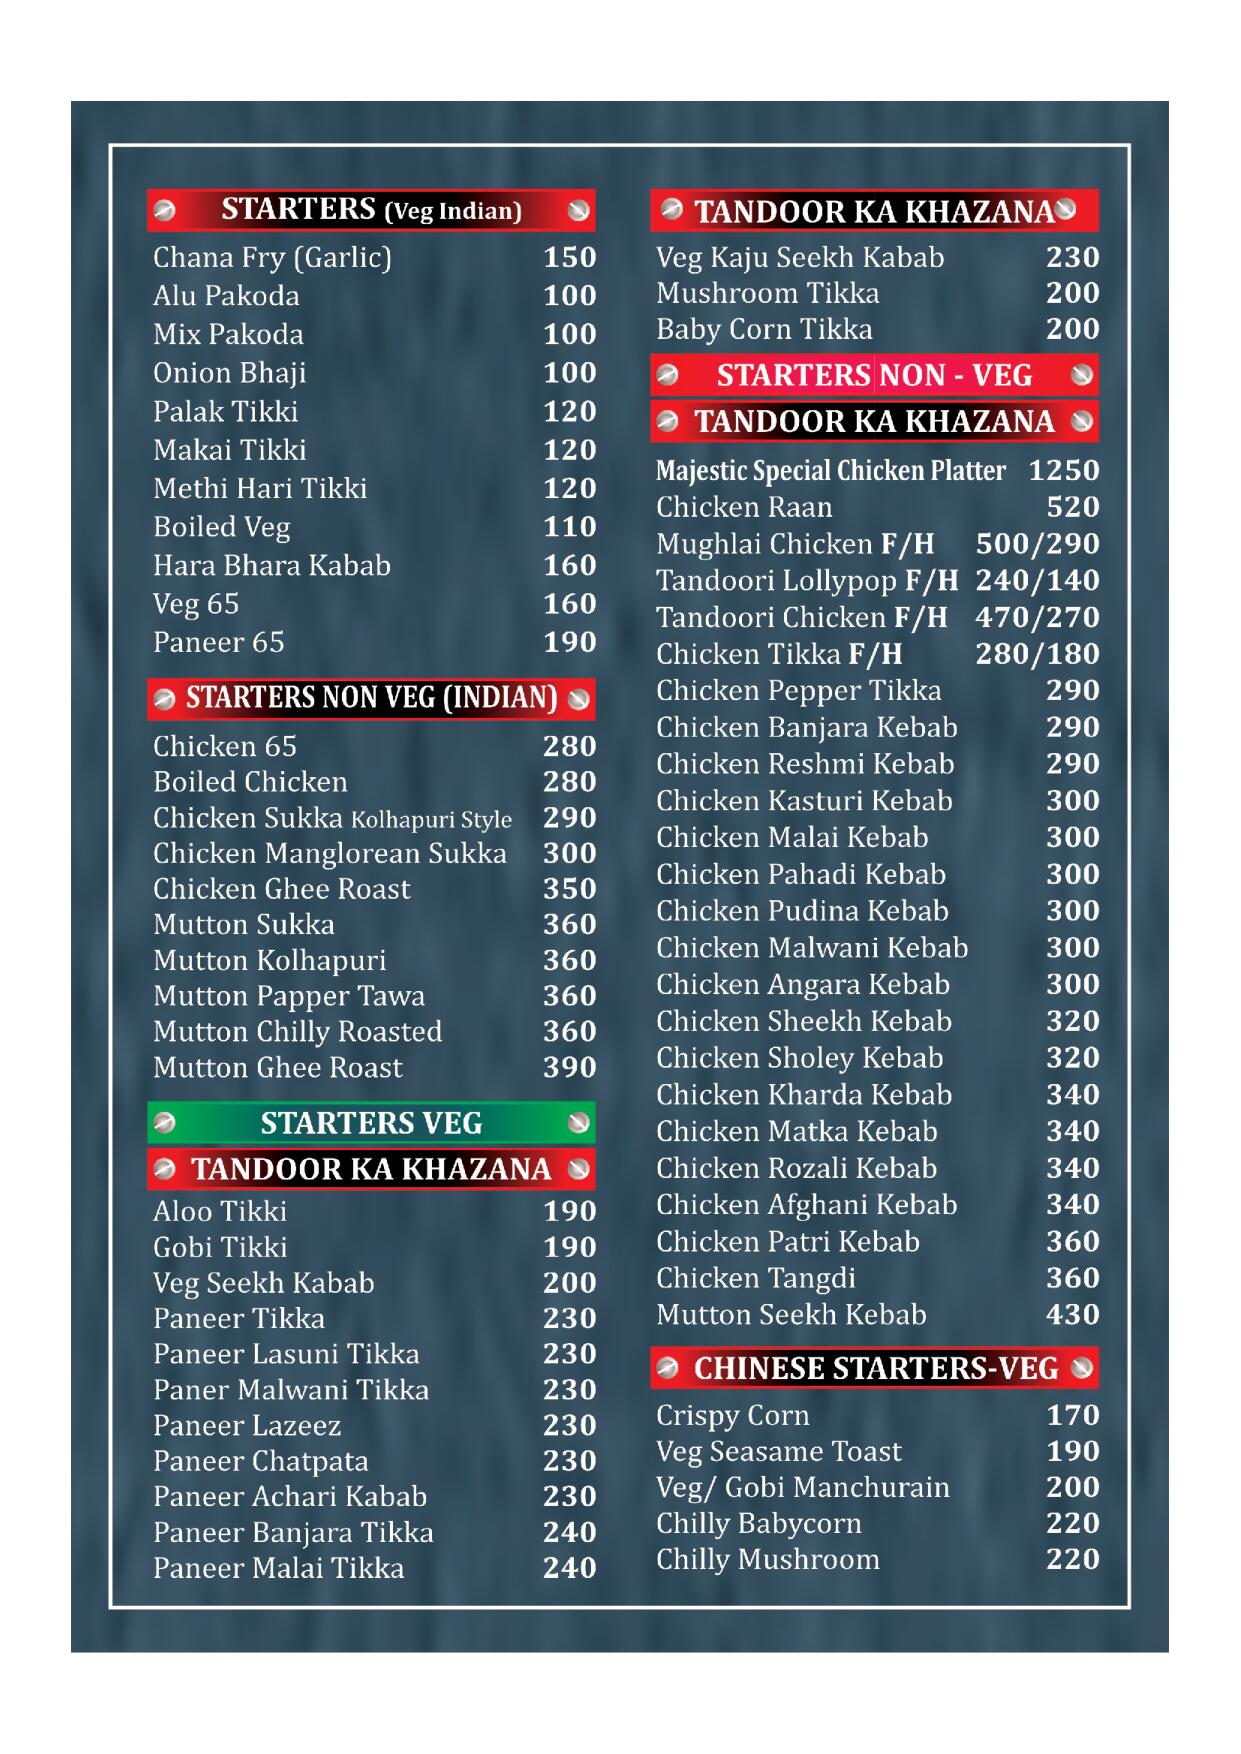 STARTERS (Veg Indian)
Chana Fry (Garlic) 150
Alu Pakoda 100
Mix Pakoda 100
Onion Bhaji 100
Palak Tikki 120
Makai Tikki 120
Methi Hari Tikki 120
Boiled Veg 110
Hara Bhara Kabab 160
Veg 65 160
Paneer 65 190
STARTERS NON VEG (INDIAN)
Chicken 65 280
Boiled Chicken 280
Chicken Sukka Kolhapuri Style 290
Chicken Manglorean Sukka 300
Chicken Ghee Roast 350
Mutton Sukka 360
Mutton Kolhapuri 360
Mutton Papper Tawa 360
Mutton Chilly Roasted 360
Mutton Ghee Roast 390
STARTERS VEG
TANDOOR KA KHAZANA
Aloo Tikki 190
Gobi Tikki 190
Veg Seekh Kabab 200
Paneer Tikka 230
Paneer Lasuni Tikka 230
Paner Malwani Tikka 230
Paneer Lazeez 230
Paneer Chatpata 230
Paneer Achari Kabab 230
Paneer Banjara Tikka 240
Paneer Malai Tikka 240
TANDOOR KA KHAZANA
Veg Kaju Seekh Kabab 230
Mushroom Tikka 200
Baby Corn Tikka 200
STARTERS NON - VEG
TANDOOR KA KHAZANA
Majestic Special Chicken Platter 1250
Chicken Raan 520
Mughlai Chicken F/H 500/290
Tandoori Lollypop F/H 240/140
Tandoori Chicken F/H 470/270
Chicken Tikka F/H 280/180
Chicken Pepper Tikka 290
Chicken Banjara Kebab 290
Chicken Reshmi Kebab 290
Chicken Kasturi Kebab 300
Chicken Malai Kebab 300
Chicken Pahadi Kebab 300
Chicken Pudina Kebab 300
Chicken Malwani Kebab 300
Chicken Angara Kebab 300
Chicken Sheekh Kebab 320
Chicken Sholey Kebab 320
Chicken Kharda Kebab 340
Chicken Matka Kebab 340
Chicken Rozali Kebab 340
Chicken Afghani Kebab 340
Chicken Patri Kebab 360
Chicken Tangdi 360
Mutton Seekh Kebab 430
CHINESE STARTERS-VEG
Crispy Corn 170
Veg Seasame Toast 190
Veg/ Gobi Manchurain 200
Chilly Babycorn 220
Chilly Mushroom 220